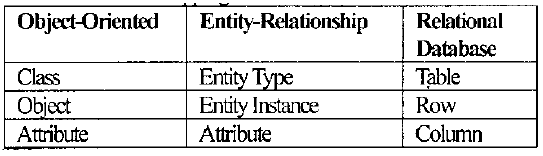 Object-Oriented Entity-Relationship Relational
Database
Class Entity Type Table
Object Entity Instance Row
Attribute Attribute Column